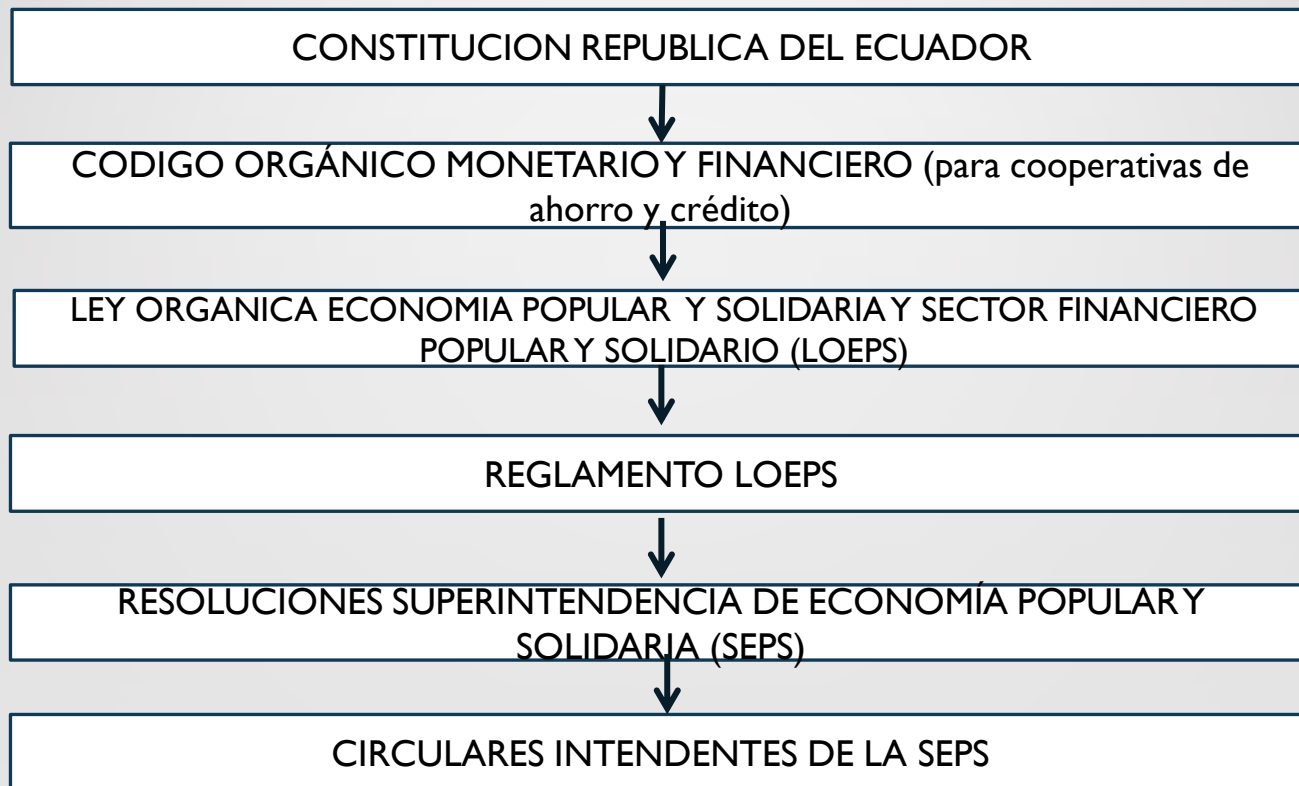 CONSTITUCION REPUBLICA DEL ECUADOR
CODIGO ORGÁNICO MONETARIO Y FINANCIERO (para cooperativas de
ahorro y crédito)
LEY ORGANICA ECONOMIA POPULAR Y SOLIDARIA Y SECTOR FINANCIERO
POPULAR Y SOLIDARIO (LOEPS)
REGLAMENTO LOEPS
RESOLUCIONES SUPERINTENDENCIA DE ECONOMÍA POPULAR Y
SOLIDARIA (SEPS)
CIRCULARES INTENDENTES DE LA SEPS